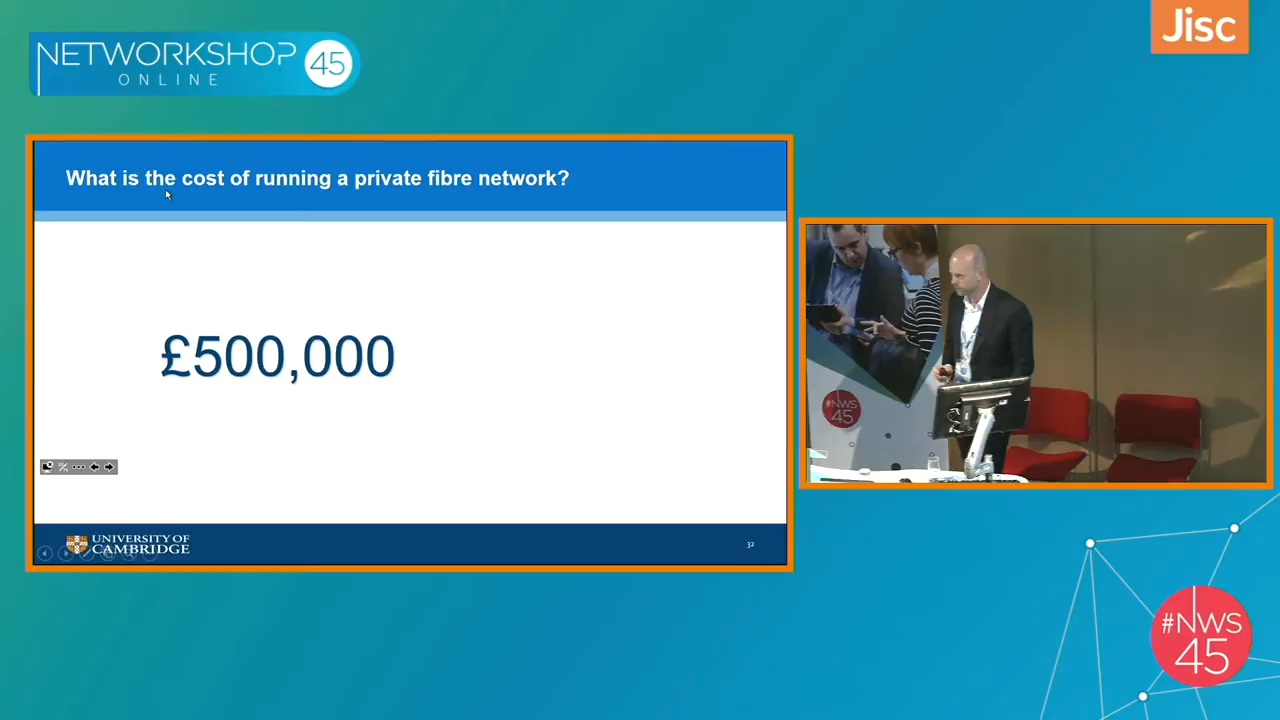 NETWORKSHOP
ONLINE
45
Jisc
What is the cost of running a private fibre network?
£500,000
UNIVERSITY OF
CAMBRIDGE
32
#NWS
45
#NWS
45